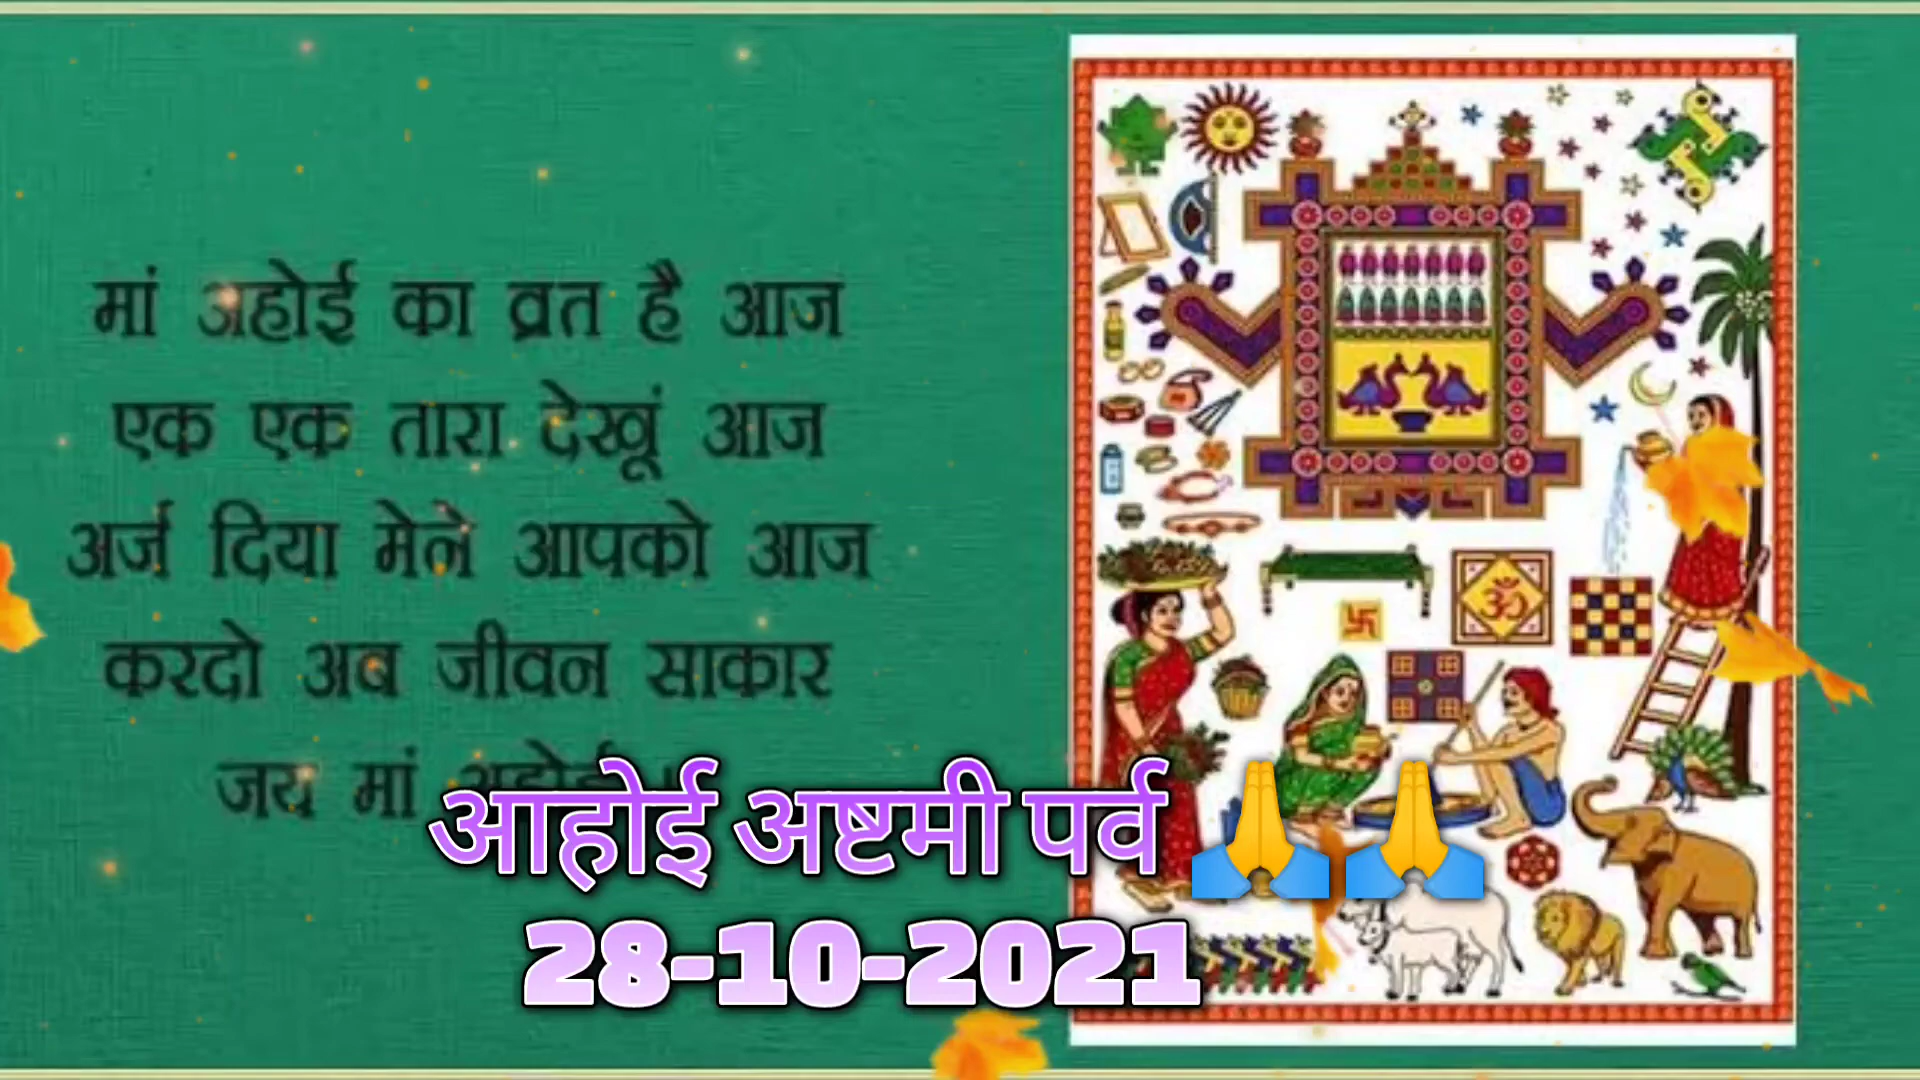 मां अहोई का व्रत है आज
एक एक तारा देखूं आज
अर्ज दिया मेने आपको आज
करदो अब जीवन साकार
जय मां
आहोई अष्टमी पर्व 🙏🙏
28-10-2021
ॐ